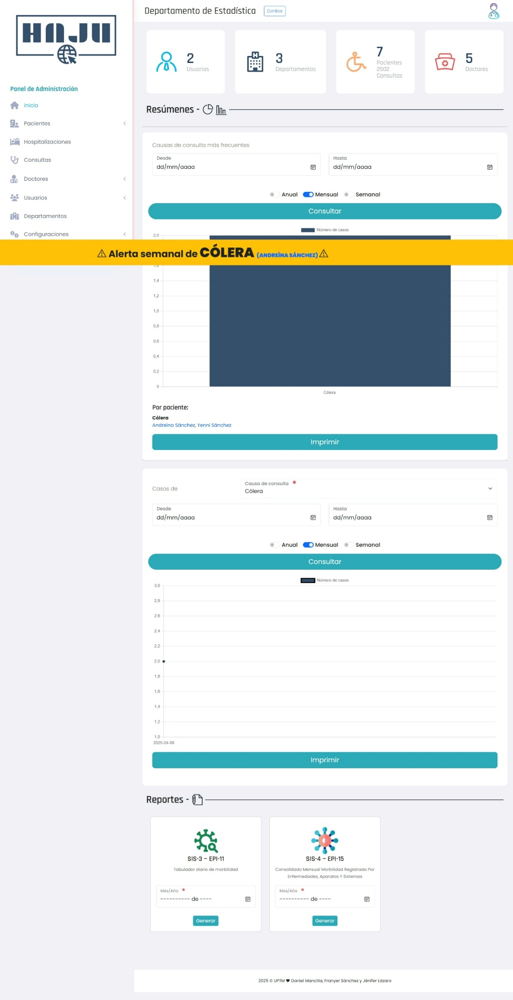 HNJU
Departamento de Estadística
Cambiar
2
Usuarios
3
Departamentos
7
Pacientes
2502
Consultas
5
Doctores
Panel de Administración
Inicio
Pacientes
Hospitalizaciones
Consultas
Doctores
Usuarios
Departamentos
Configuraciones
Resúmenes -
Causas de consulta más frecuentes
Desde
dd/mm/aaaa
Hasta
dd/mm/aaaa
Anual Mensual Semanal
Consultar
Número de casos
2,0
Alerta semanal de CÓLERA (ANDREÍNA SÁNCHEZ)
1,6
1,4
1,2
1,0
0,8
0,6
0,4
0,2
0
Cólera
Por paciente:
Cólera
Andreína Sánchez, Yenni Sánchez
Imprimir
Casos de
Causa de consulta *
Cólera
Desde
dd/mm/aaaa
Hasta
dd/mm/aaaa
Anual Mensual Semanal
Consultar
Número de casos
3,0
2,8
2,6
2,4
2,2
2,0
1,8
1,6
1,4
1,2
1,0
2025-04-09
Imprimir
Reportes -
SIS-3 ~ EPI-11
Tabulador diario de morbilidad
Mes/Año *
---------- de ----
Generar
SIS-4 ~ EPI-15
Consolidado Mensual Morbilidad Registrada Por
Enfermedades, Aparatos Y Sistemas
Mes/Año *
---------- de ----
Generar
2025 © UPTM ♥ Daniel Mancilla, Franyer Sánchez y Jénifer Lázaro